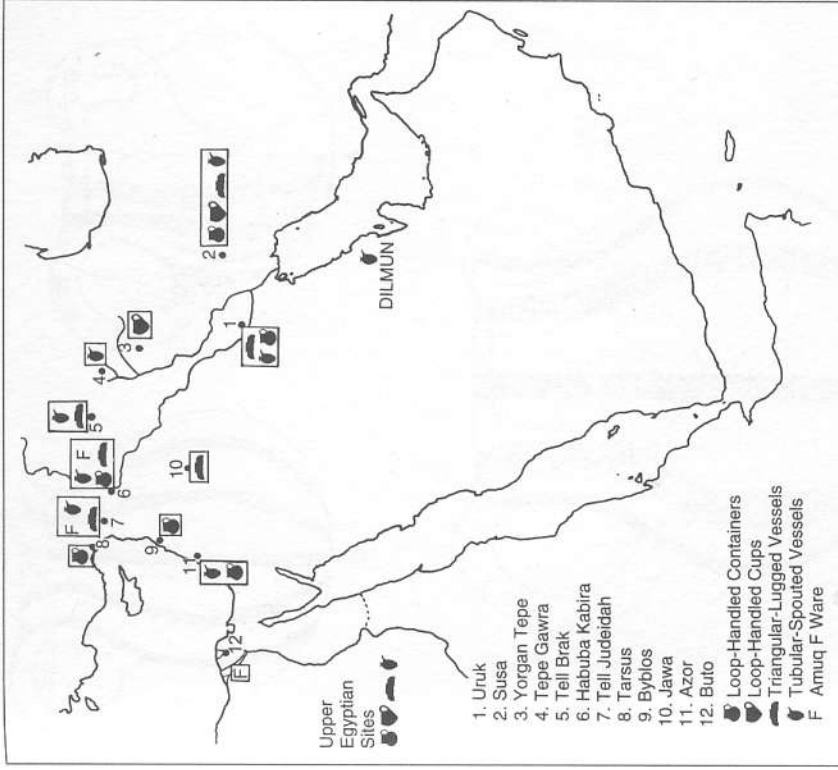 2
3
4
5
F
6
F
7
8
10
9
11
1
DILMUN
12
F
Upper
Egyptian
Sites
1. Uruk
2. Susa
3. Yorgan Tepe
4. Tepe Gawra
5. Tell Brak
6. Habuba Kabira
7. Tell Judeidah
8. Tarsus
9. Byblos
10. Jawa
11. Azor
12. Buto
Loop-Handled Containers
Loop-Handled Cups
Triangular-Lugged Vessels
Tubular-Spouted Vessels
F Amuq F Ware